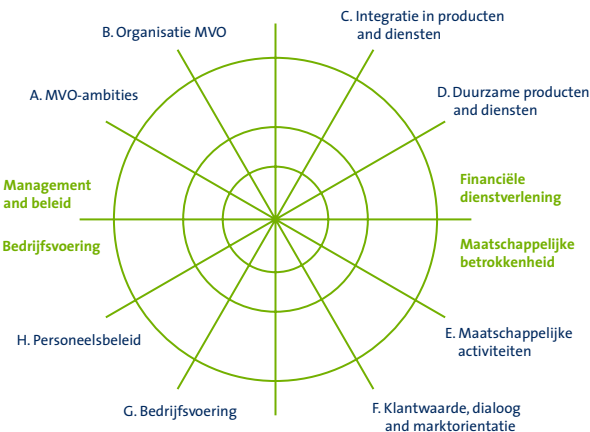 B. Organisatie MVO
C. Integratie in producten
and diensten
A. MVO-ambities
D. Duurzame producten
and diensten
Management
and beleid
Financiële
dienstverlening
Bedrijfsvoering
Maatschappelijke
betrokkenheid
H. Personeelsbeleid
E. Maatschappelijke
activiteiten
G. Bedrijfsvoering
F. Klantwaarde, dialoog
and marktorientatie